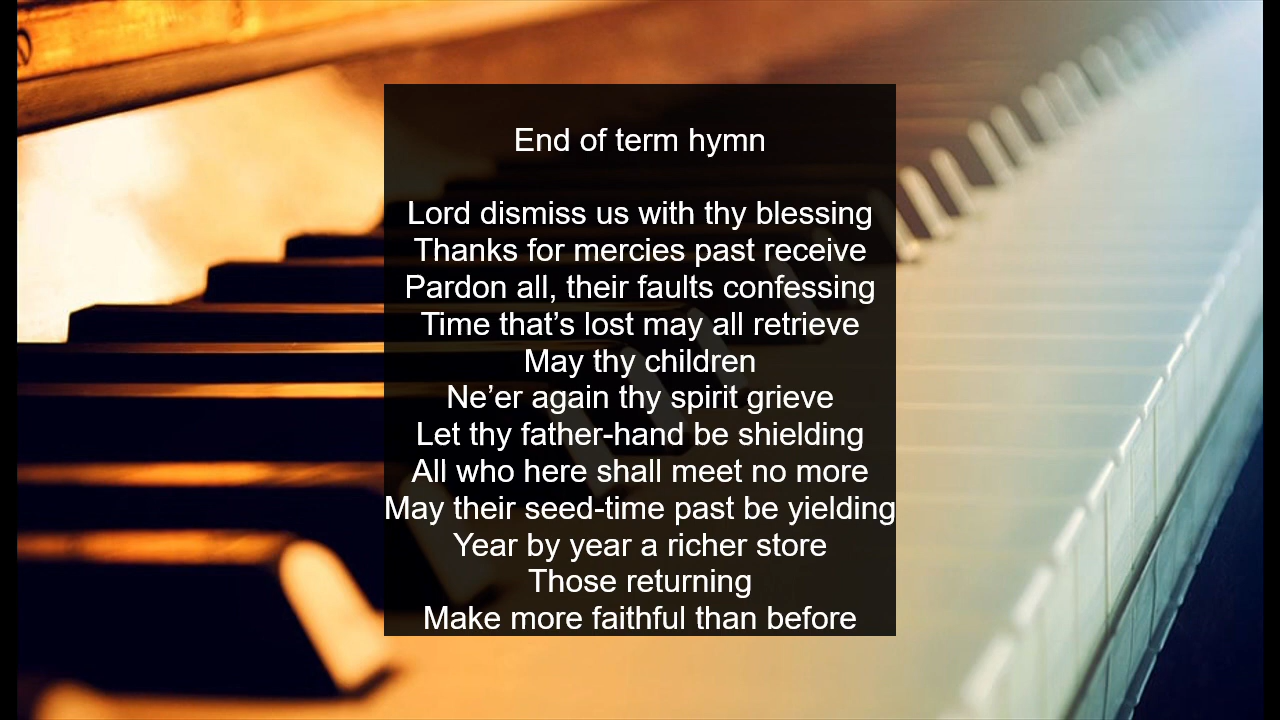 End of term hymn
Lord dismiss us with thy blessing
Thanks for mercies past receive
Pardon all, their faults confessing
Time that’s lost may all retrieve
May thy children
Ne’er again thy spirit grieve
Let thy father-hand be shielding
All who here shall meet no more
May their seed-time past be yielding
Year by year a richer store
Those returning
Make more faithful than before